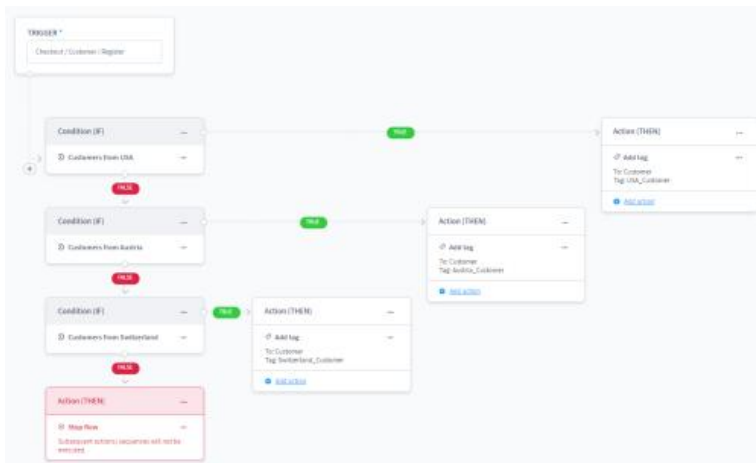 TRIGGER *
Checkout / Customer / Register
Condition (IF)
Customers from USA
TRUE
Action (THEN)
Add tag
To: Customer
Tag: USA_Customer
Add action
FALSE
Condition (IF)
Customers from Austria
TRUE
Action (THEN)
Add tag
To: Customer
Tag: Austria_Customer
Add action
FALSE
Condition (IF)
Customers from Switzerland
TRUE
Action (THEN)
Add tag
To: Customer
Tag: Switzerland_Customer
Add action
FALSE
Action (THEN)
Stop flow
Subsequent actions/ sequences will not be
executed